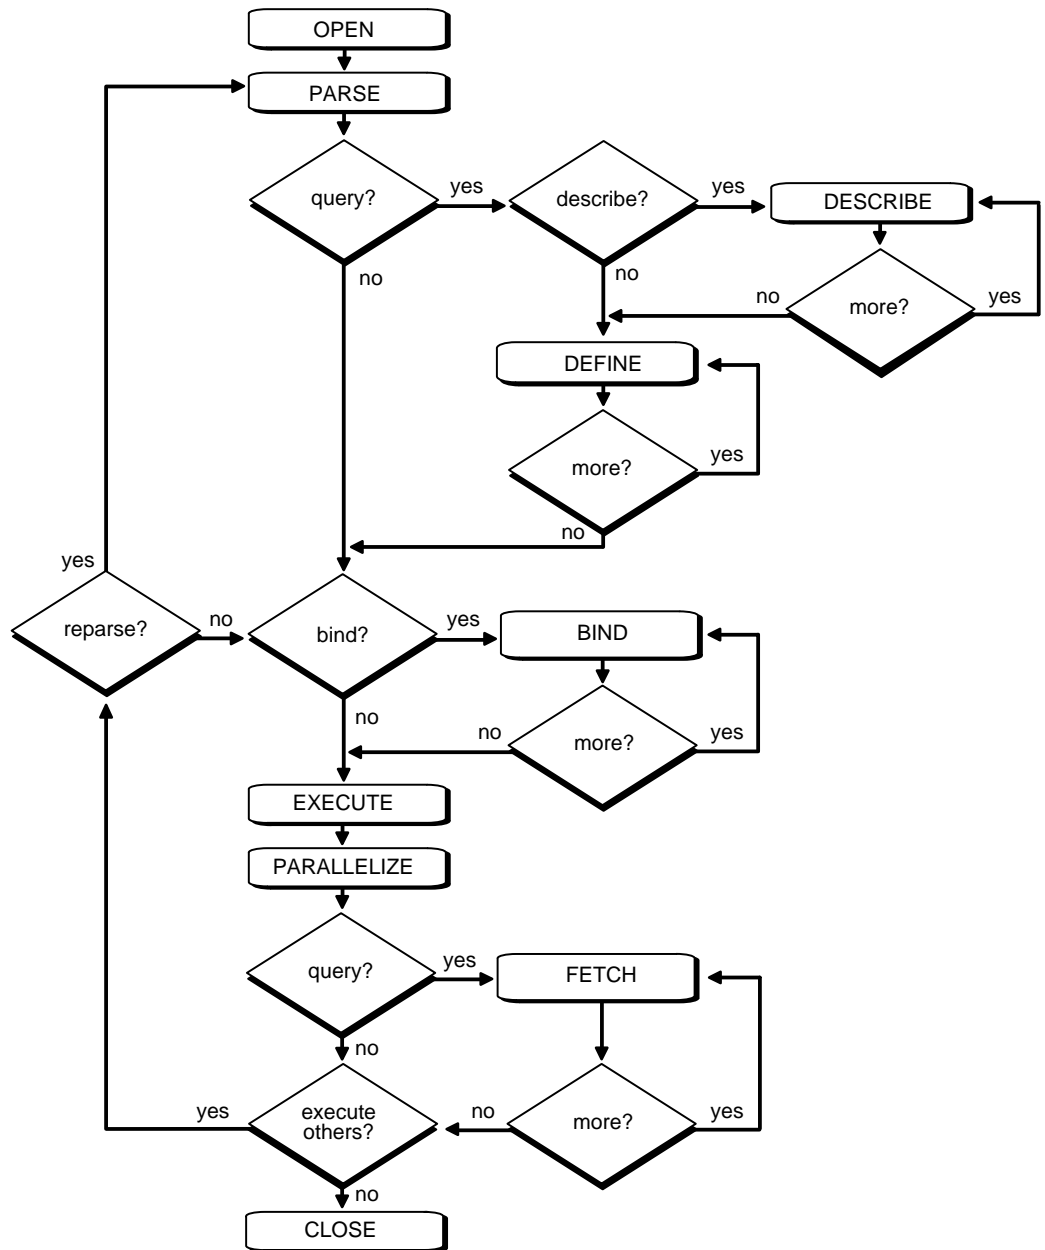 OPEN
PARSE
query?
yes
describe?
yes
DESCRIBE
no
no
no
more?
yes
DEFINE
more?
yes
no
yes
reparse?
no
bind?
yes
BIND
no
no
more?
yes
EXECUTE
PARALLELIZE
query?
yes
FETCH
no
yes
execute
others?
no
more?
yes
no
CLOSE